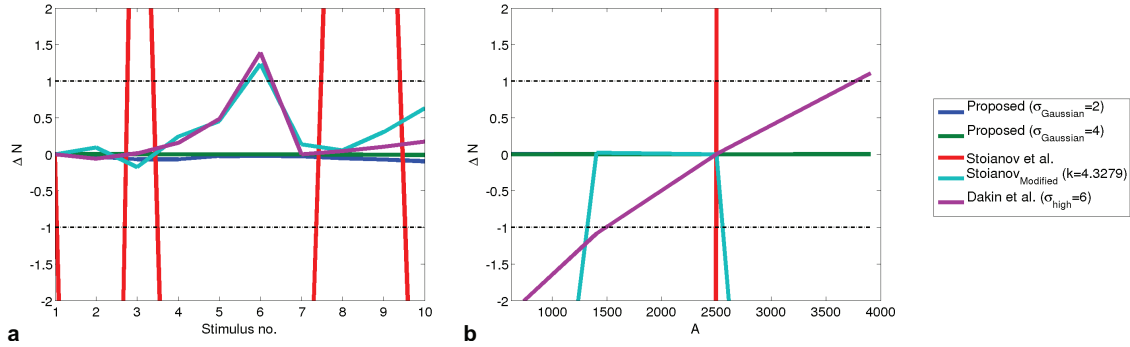 2
1.5
1
0.5
0
-0.5
-1
-1.5
-2
Δ N
1 2 3 4 5 6 7 8 9 10
Stimulus no.
a
2
1.5
1
0.5
0
-0.5
-1
-1.5
-2
Δ N
1000 1500 2000 2500 3000 3500 4000
A
b
Proposed (σGaussian=2)
Proposed (σGaussian=4)
Stoianov et al.
StoianovModified (k=4.3279)
Dakin et al. (σhigh=6)